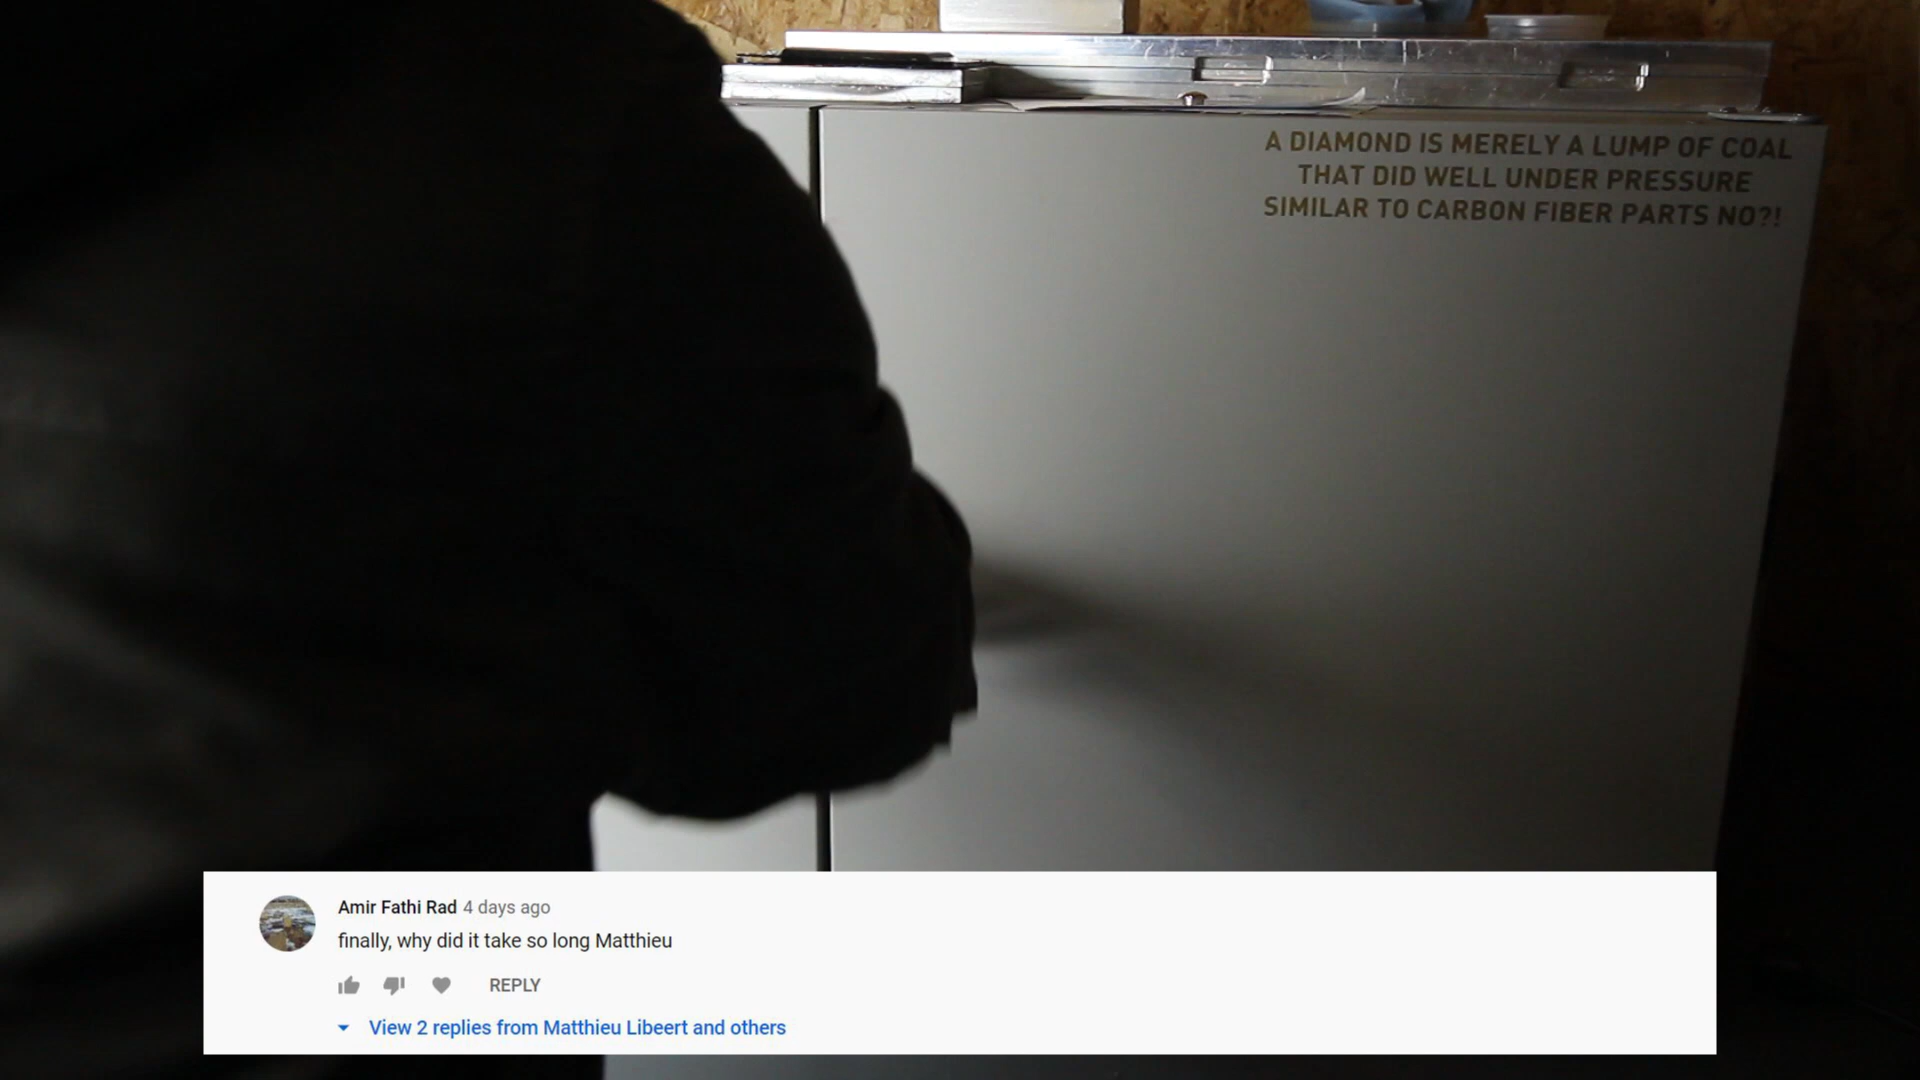 A DIAMOND IS MERELY A LUMP OF COAL
THAT DID WELL UNDER PRESSURE
SIMILAR TO CARBON FIBER PARTS NO?!
Amir Fathi Rad 4 days ago
finally, why did it take so long Matthieu
REPLY
View 2 replies from Matthieu Libeert and others